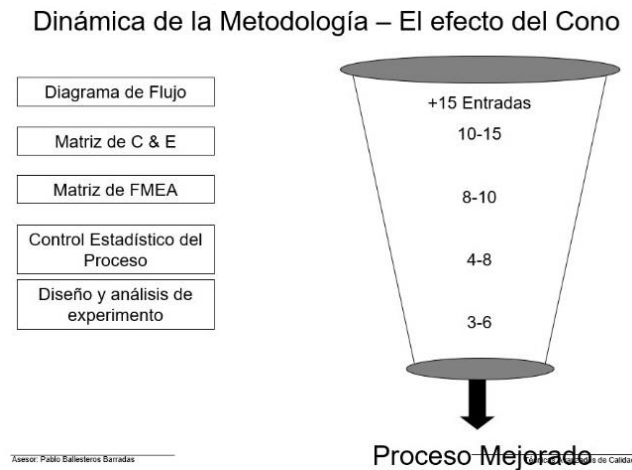 Dinámica de la Metodología – El efecto del Cono
Diagrama de Flujo
Matriz de C & E
Matriz de FMEA
Control Estadístico del
Proceso
Diseño y análisis de
experimento
+15 Entradas
10-15
8-10
4-8
3-6
Proceso Mejorado
Asesor: Pablo Ballesteros Barradas
de Calidad